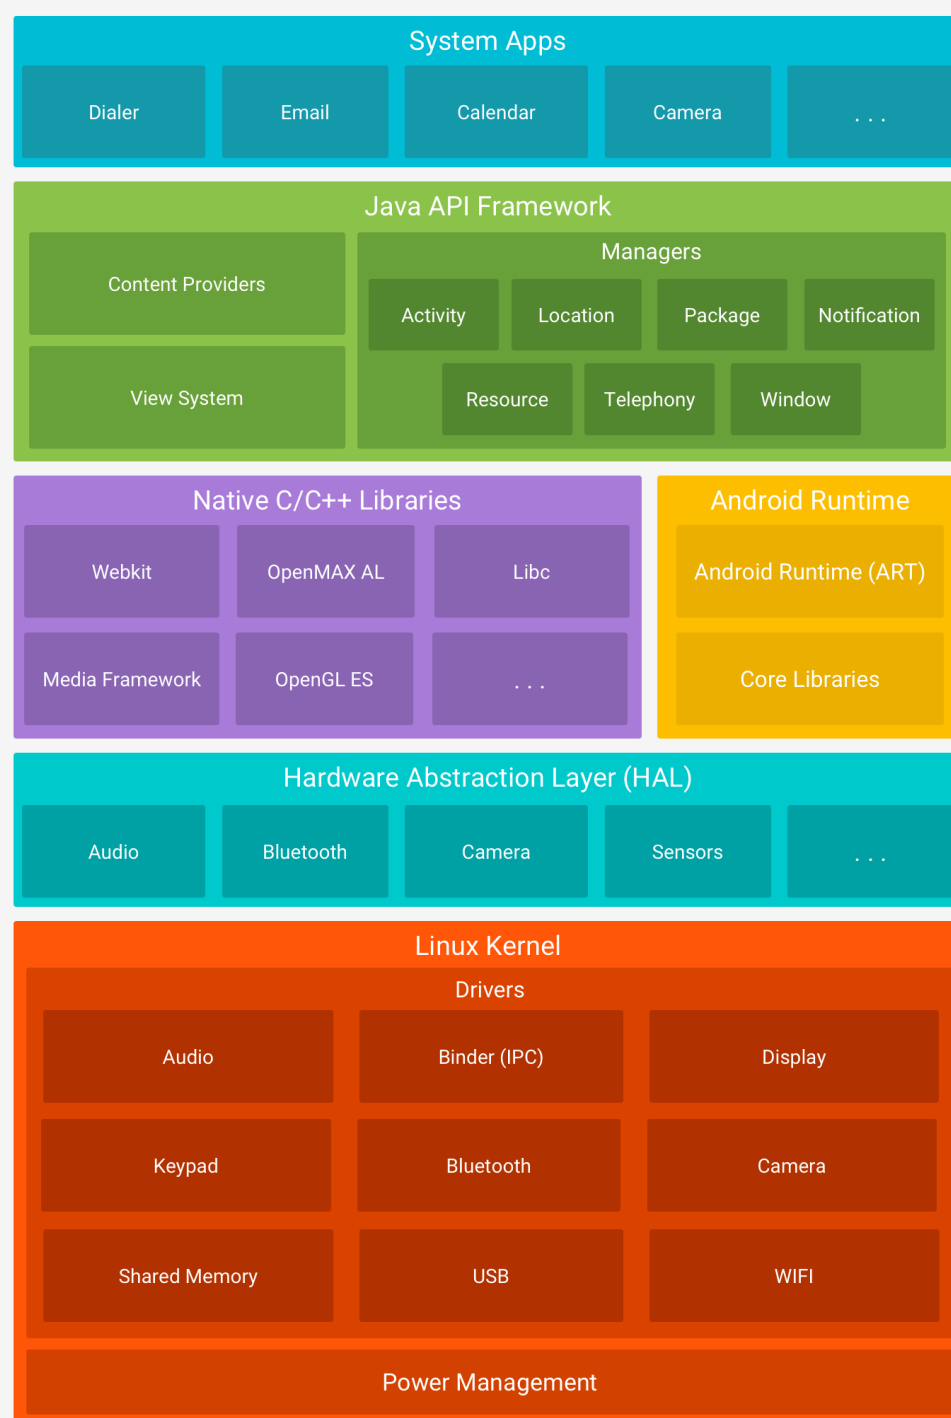 System Apps
Dialer Email Calendar Camera . . .
Java API Framework
Content Providers
View System
Managers
Activity Location Package Notification
Resource Telephony Window
Native C/C++ Libraries
Webkit OpenMAX AL Libc
Media Framework OpenGL ES . . .
Android Runtime
Android Runtime (ART)
Core Libraries
Hardware Abstraction Layer (HAL)
Audio Bluetooth Camera Sensors . . .
Linux Kernel
Drivers
Audio Binder (IPC) Display
Keypad Bluetooth Camera
Shared Memory USB WIFI
Power Management